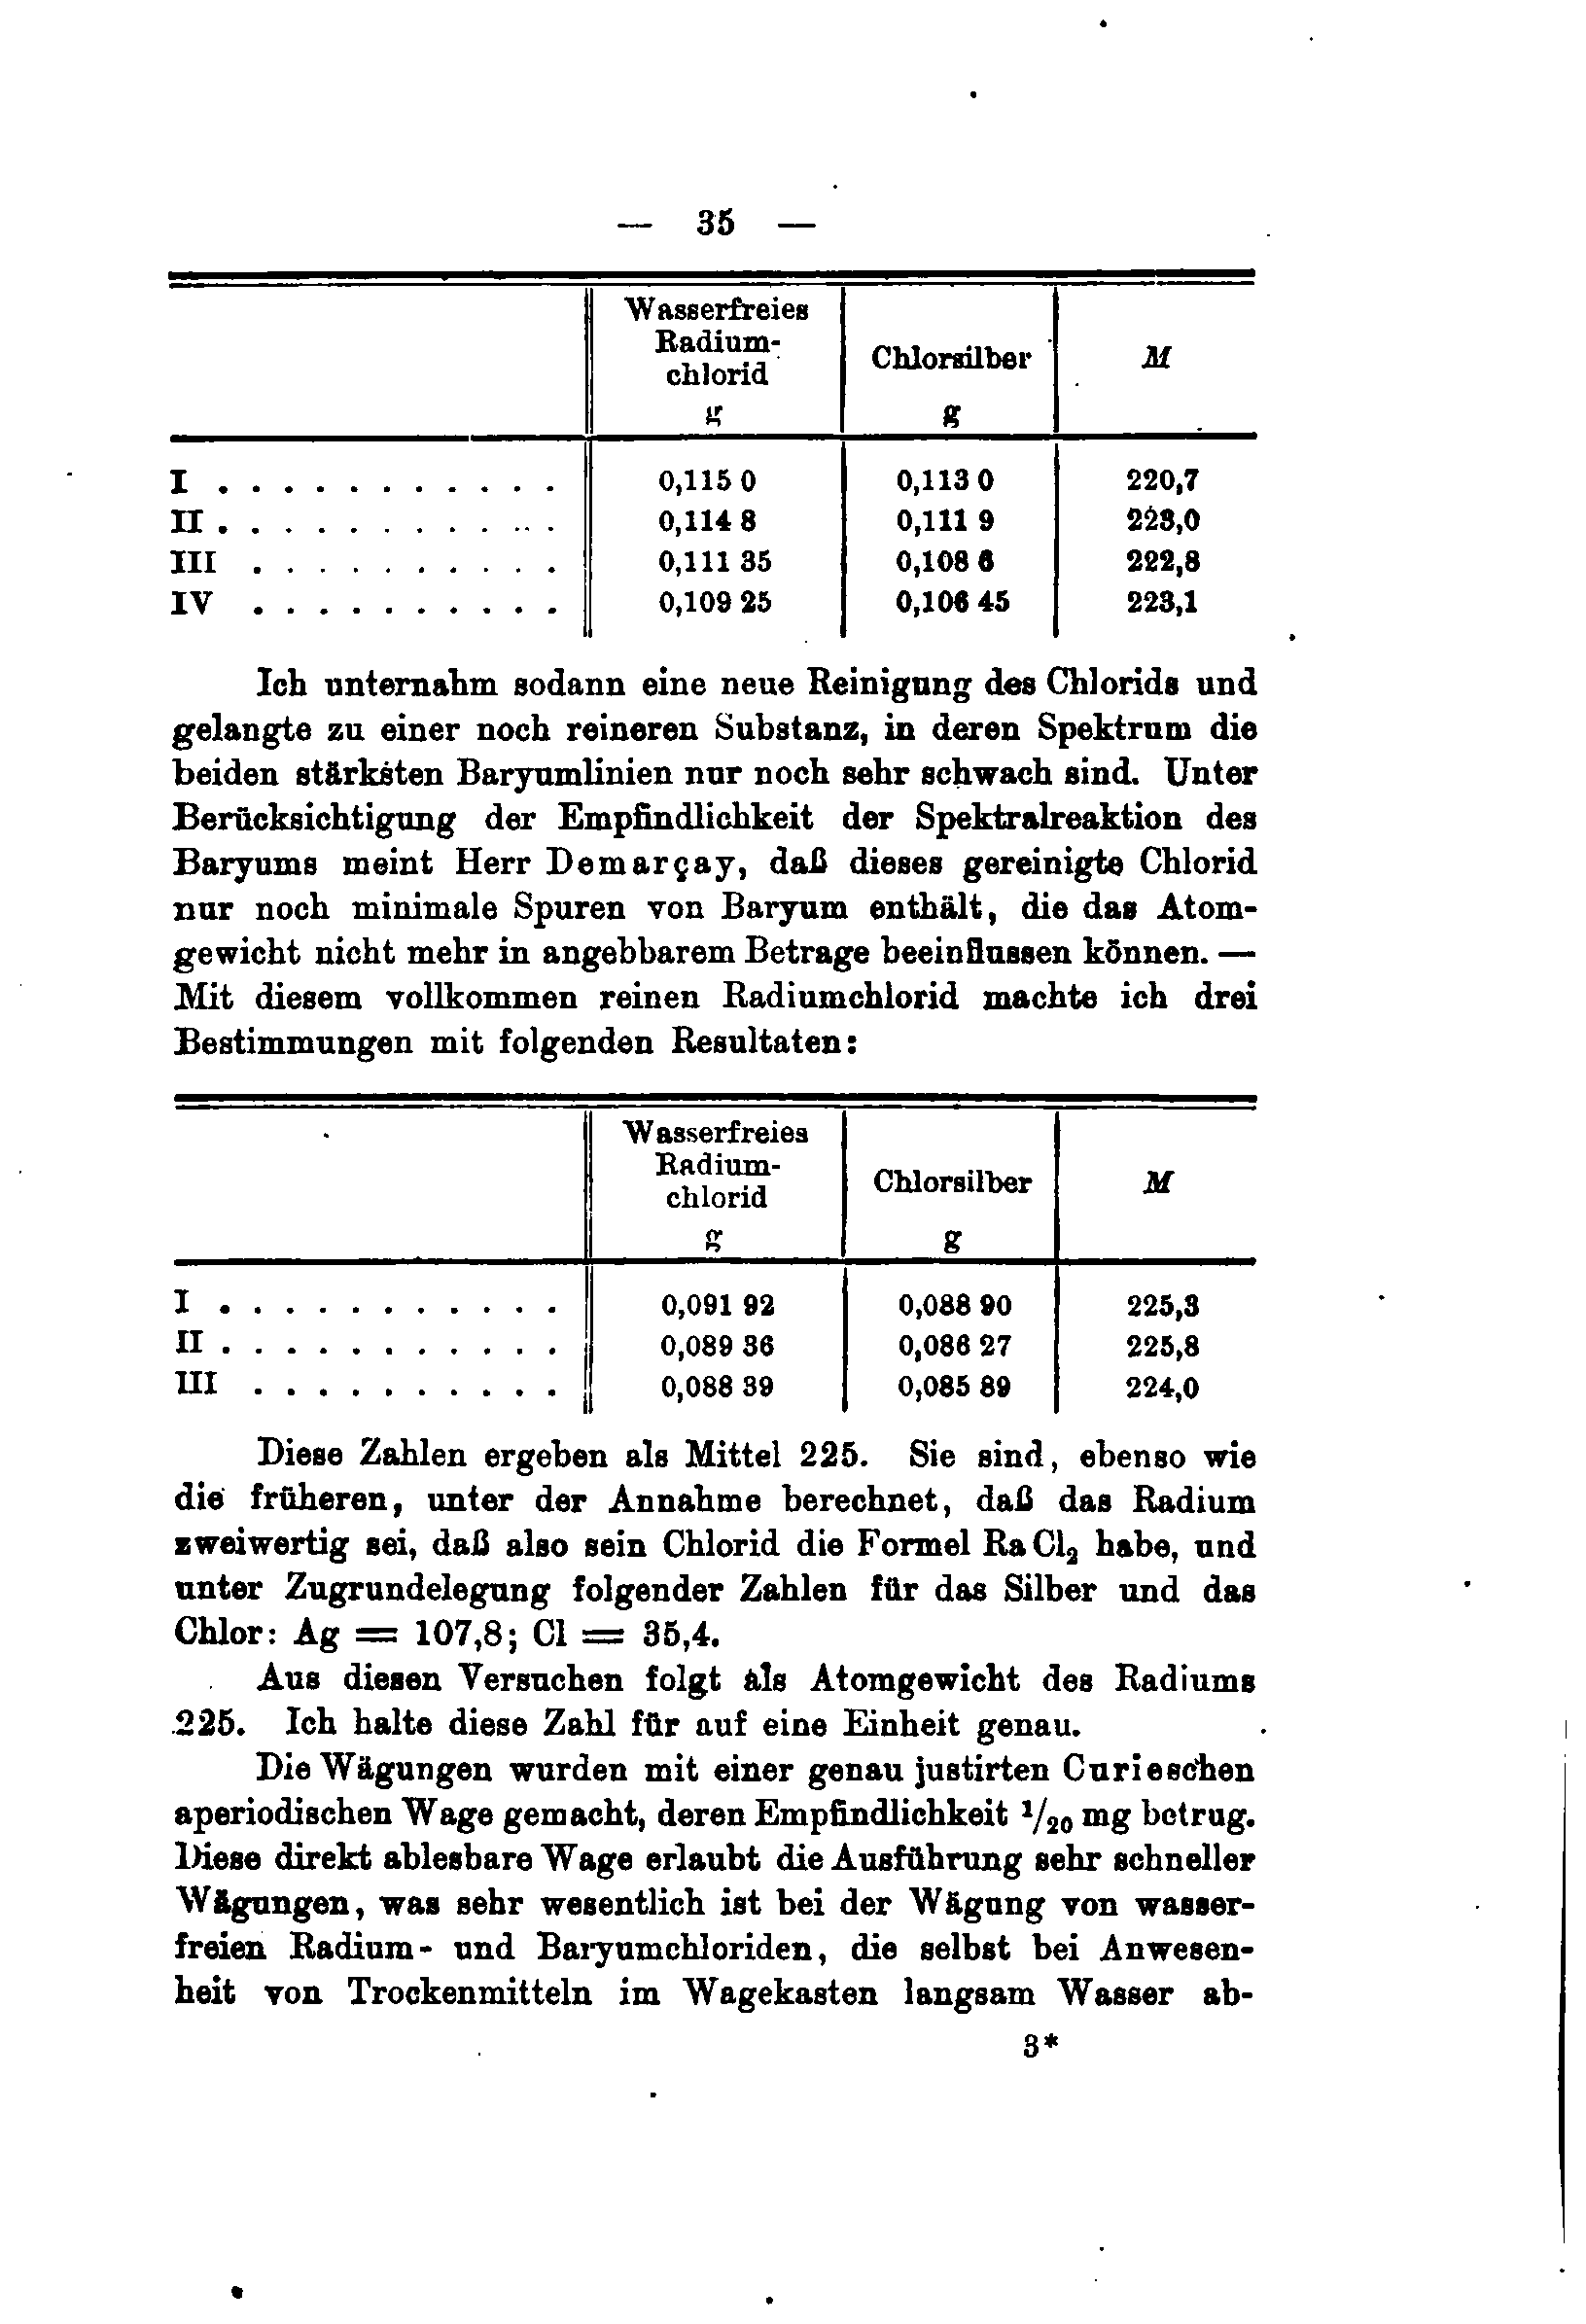 — 35 —
Wasserfreies
Radium-
chlorid
g
Chlorsilber
g
M
I . . . . . . . . . . . 0,115 0 0,113 0 220,7
II . . . . . . . . . . . 0,114 8 0,111 9 223,0
III . . . . . . . . . . 0,111 35 0,108 6 222,8
IV . . . . . . . . . . 0,109 25 0,106 45 223,1
Ich unternahm sodann eine neue Reinigung des Chlorids und
gelangte zu einer noch reineren Substanz, in deren Spektrum die
beiden stärksten Baryumlinien nur noch sehr schwach sind. Unter
Berücksichtigung der Empfindlichkeit der Spektralreaktion des
Baryums meint Herr Demarçay, daß dieses gereinigte Chlorid
nur noch minimale Spuren von Baryum enthält, die das Atom-
gewicht nicht mehr in angebbarem Betrage beeinflussen können. —
Mit diesem vollkommen reinen Radiumchlorid machte ich drei
Bestimmungen mit folgenden Resultaten:
Wasserfreies
Radium-
chlorid
g
Chlorsilber
g
M
I . . . . . . . . . . . 0,091 92 0,088 90 225,3
II . . . . . . . . . . . 0,089 36 0,086 27 225,8
III . . . . . . . . . . 0,088 39 0,085 89 224,0
Diese Zahlen ergeben als Mittel 225. Sie sind, ebenso wie
die früheren, unter der Annahme berechnet, daß das Radium
zweiwertig sei, daß also sein Chlorid die Formel RaCl₂ habe, und
unter Zugrundelegung folgender Zahlen für das Silber und das
Chlor: Ag = 107,8; Cl = 35,4.
Aus diesen Versuchen folgt als Atomgewicht des Radiums
225. Ich halte diese Zahl für auf eine Einheit genau.
Die Wägungen wurden mit einer genau justirten Curieschen
aperiodischen Wage gemacht, deren Empfindlichkeit ¹/₂₀ mg betrug.
Diese direkt ablesbare Wage erlaubt die Ausführung sehr schneller
Wägungen, was sehr wesentlich ist bei der Wägung von wasser-
freien Radium- und Baryumchloriden, die selbst bei Anwesen-
heit von Trockenmitteln im Wagekasten langsam Wasser ab-
3*